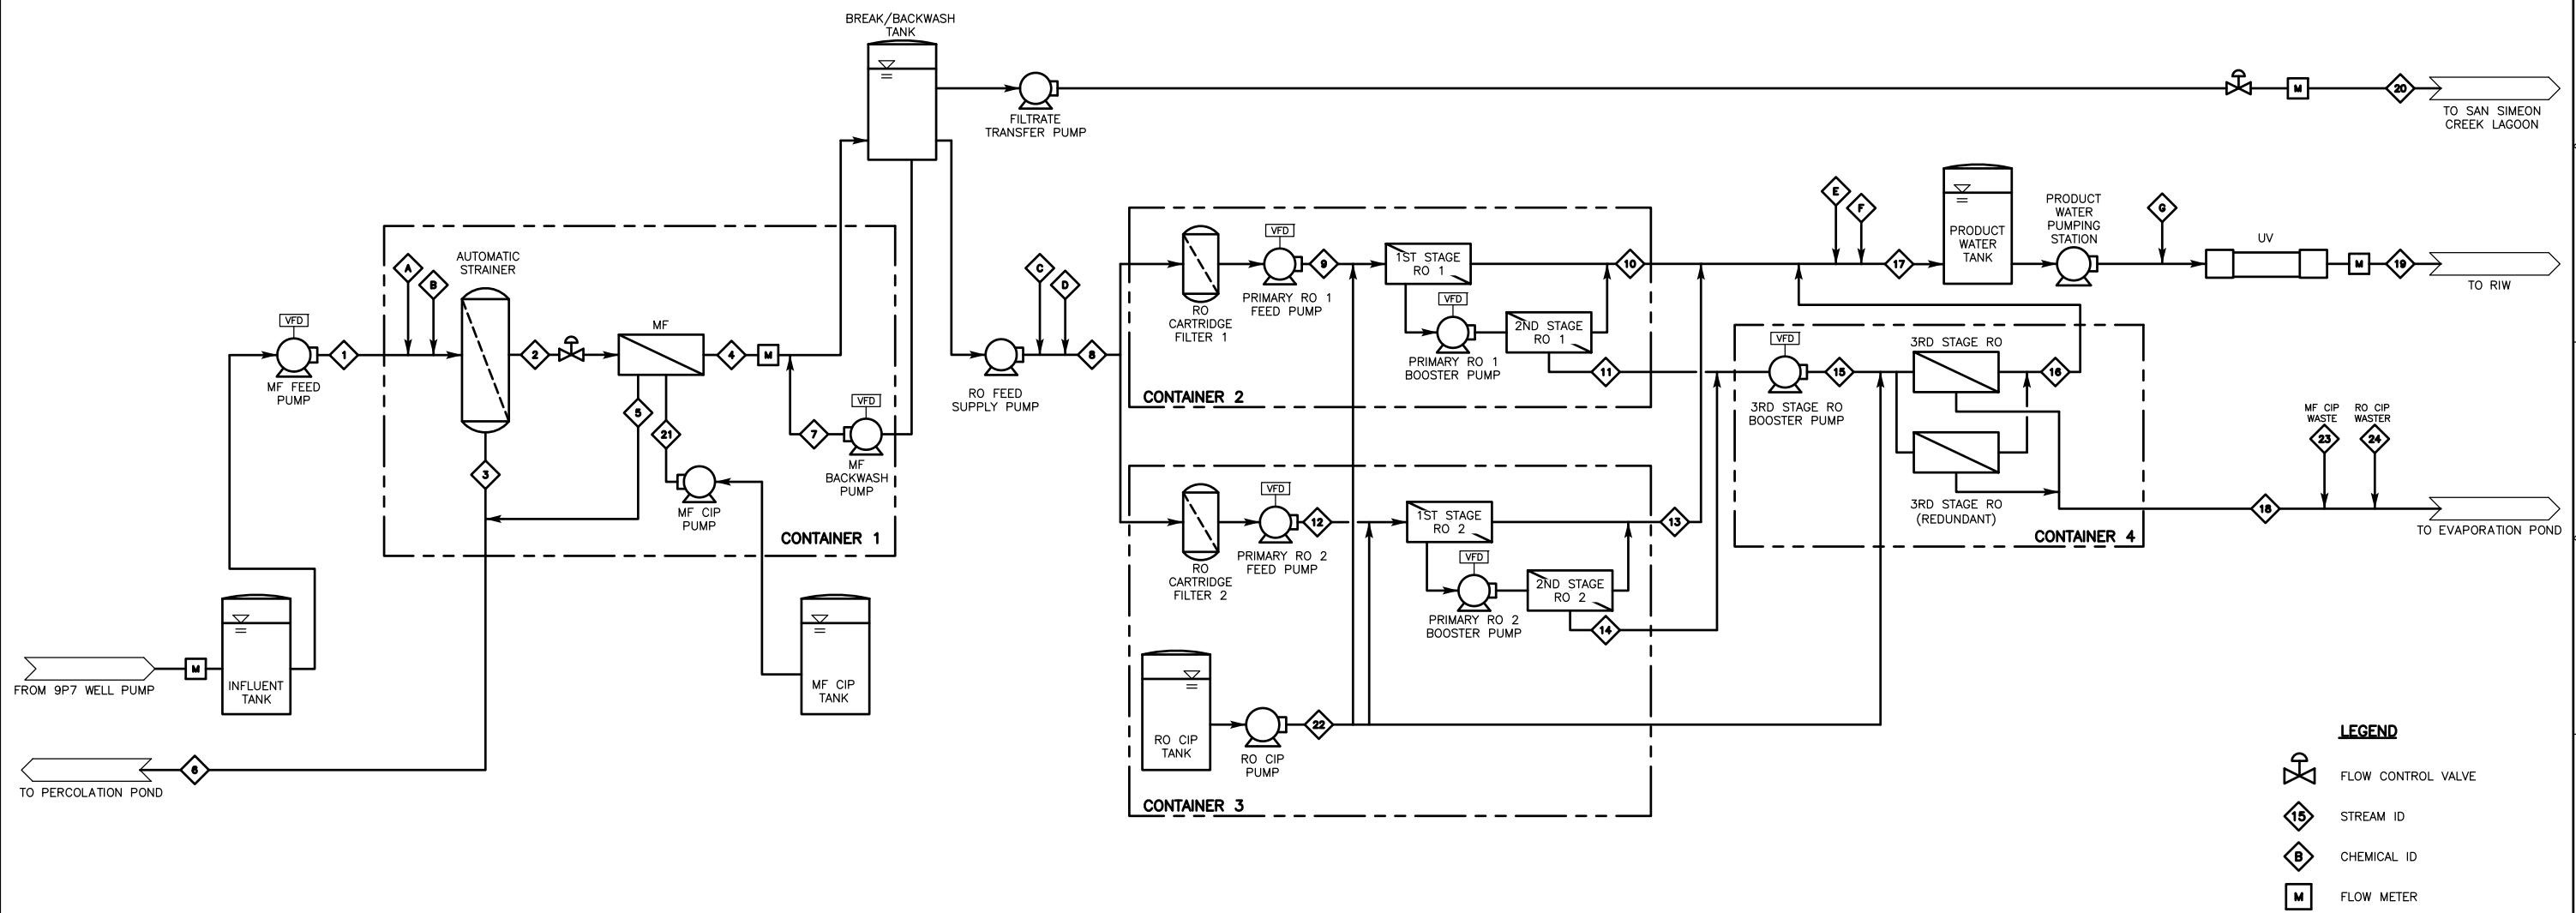 BREAK/BACKWASH
TANK
FILTRATE
TRANSFER PUMP
M
20
TO SAN SIMEON
CREEK LAGOON
VFD
MF FEED
PUMP
1
A
B
AUTOMATIC
STRAINER
2
MF
4
M
3
5
21
7
VFD
MF
BACKWASH
PUMP
MF CIP
PUMP
CONTAINER 1
FROM 9P7 WELL PUMP
M
INFLUENT
TANK
MF CIP
TANK
6
TO PERCOLATION POND
RO FEED
SUPPLY PUMP
C
D
8
RO
CARTRIDGE
FILTER 1
VFD
PRIMARY RO 1
FEED PUMP
9
1ST STAGE
RO 1
VFD
PRIMARY RO 1
BOOSTER PUMP
2ND STAGE
RO 1
10
11
CONTAINER 2
RO
CARTRIDGE
FILTER 2
VFD
PRIMARY RO 2
FEED PUMP
12
1ST STAGE
RO 2
VFD
PRIMARY RO 2
BOOSTER PUMP
2ND STAGE
RO 2
13
14
RO CIP
TANK
RO CIP
PUMP
22
CONTAINER 3
E
F
17
PRODUCT
WATER
TANK
PRODUCT
WATER
PUMPING
STATION
G
UV
M
19
TO RIW
VFD
3RD STAGE RO
BOOSTER PUMP
15
3RD STAGE RO
16
3RD STAGE RO
(REDUNDANT)
CONTAINER 4
MF CIP
WASTE
23
RO CIP
WASTER
24
18
TO EVAPORATION POND
LEGEND
FLOW CONTROL VALVE
15 STREAM ID
B CHEMICAL ID
M FLOW METER